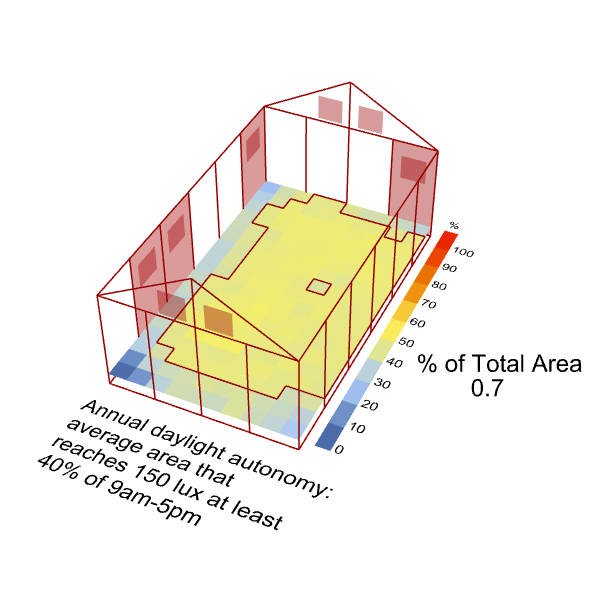 %
100
90
80
70
60
50
40
30
20
10
0
% of Total Area
0.7
Annual daylight autonomy:
average area that
reaches 150 lux at least
40% of 9am-5pm